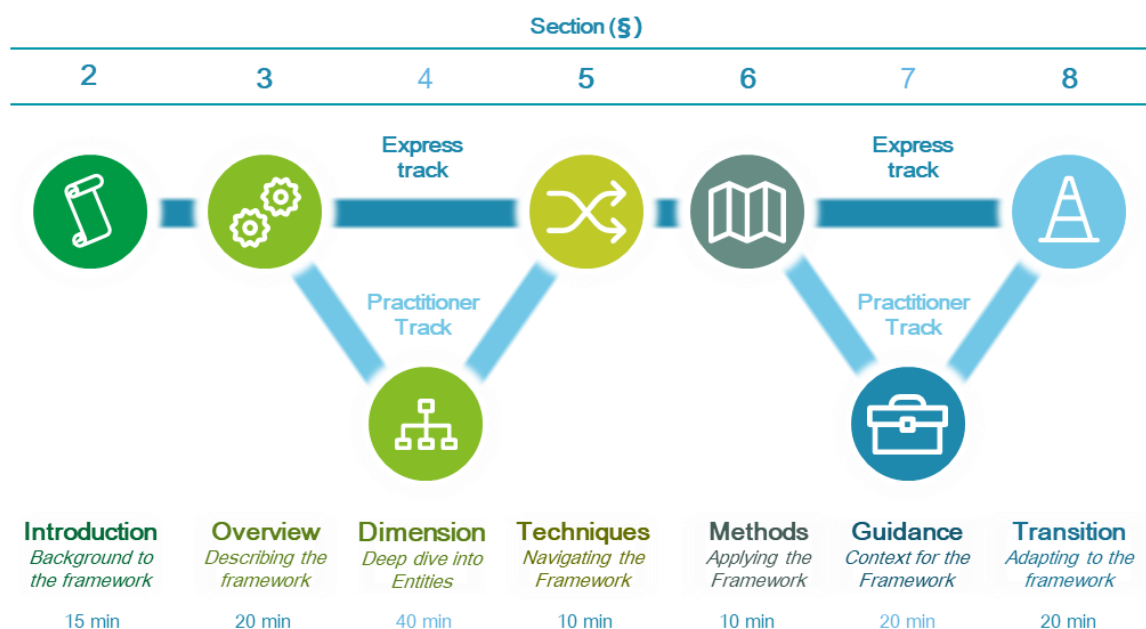 Section (§)
2 3 4 5 6 7 8
Express
track
Express
track
Practitioner
Track
Practitioner
Track
Introduction
Background to
the framework
15 min
Overview
Describing the
framework
20 min
Dimension
Deep dive into
Entities
40 min
Techniques
Navigating the
Framework
10 min
Methods
Applying the
Framework
10 min
Guidance
Context for the
Framework
20 min
Transition
Adapting to the
framework
20 min